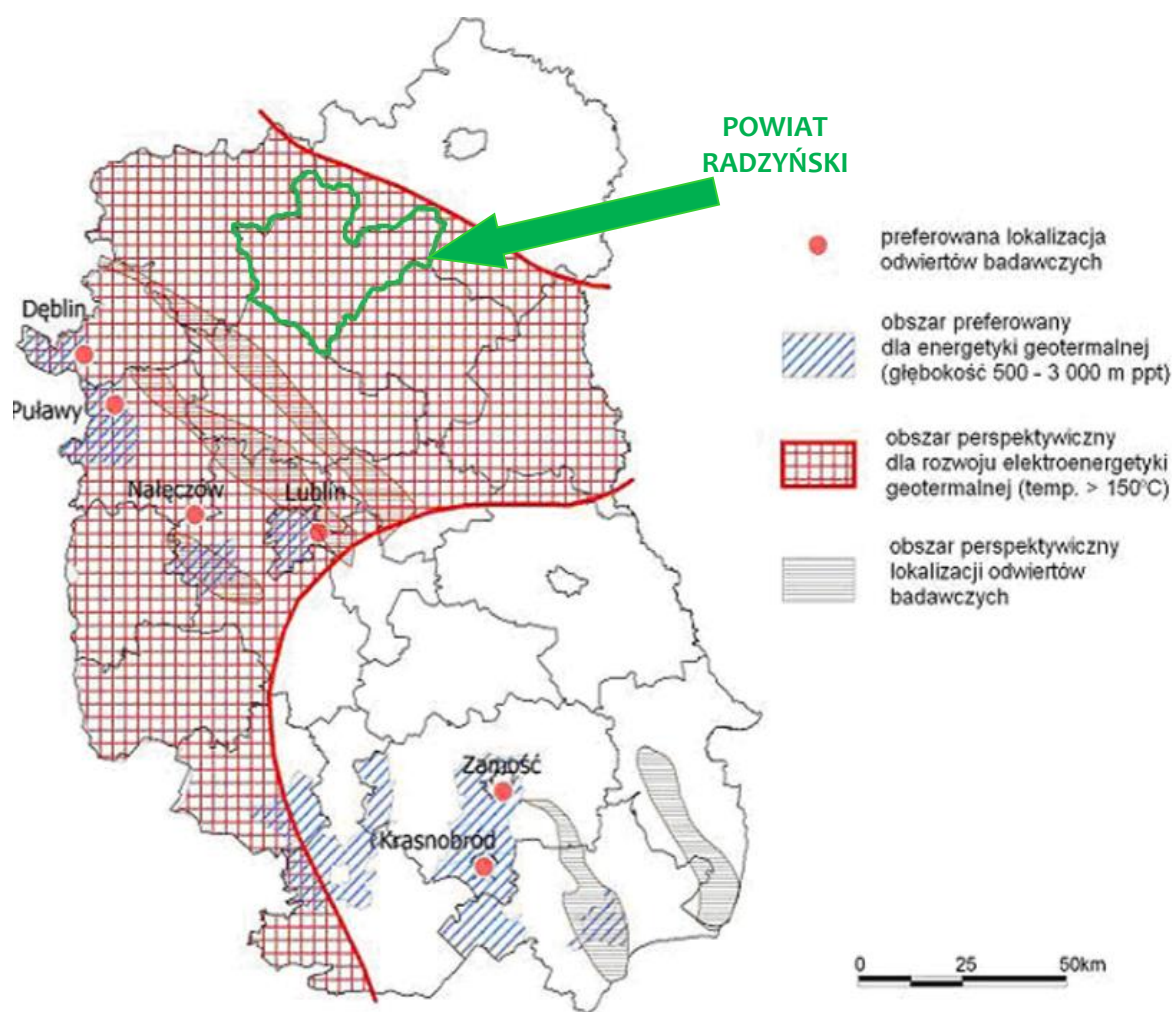 POWIAT
RADZYŃSKI
preferowana lokalizacja
odwiertów badawczych
Dęblin
obszar preferowany
dla energetyki geotermalnej
(głębokość 500 - 3 000 m ppt)
Puławy
obszar perspektywiczny
dla rozwoju elektroenergetyki
geotermalnej (temp. > 150°C)
Nałęczów
Lublin
obszar perspektywiczny
lokalizacji odwiertów
badawczych
Zamość
Krasnobród
0 25 50km